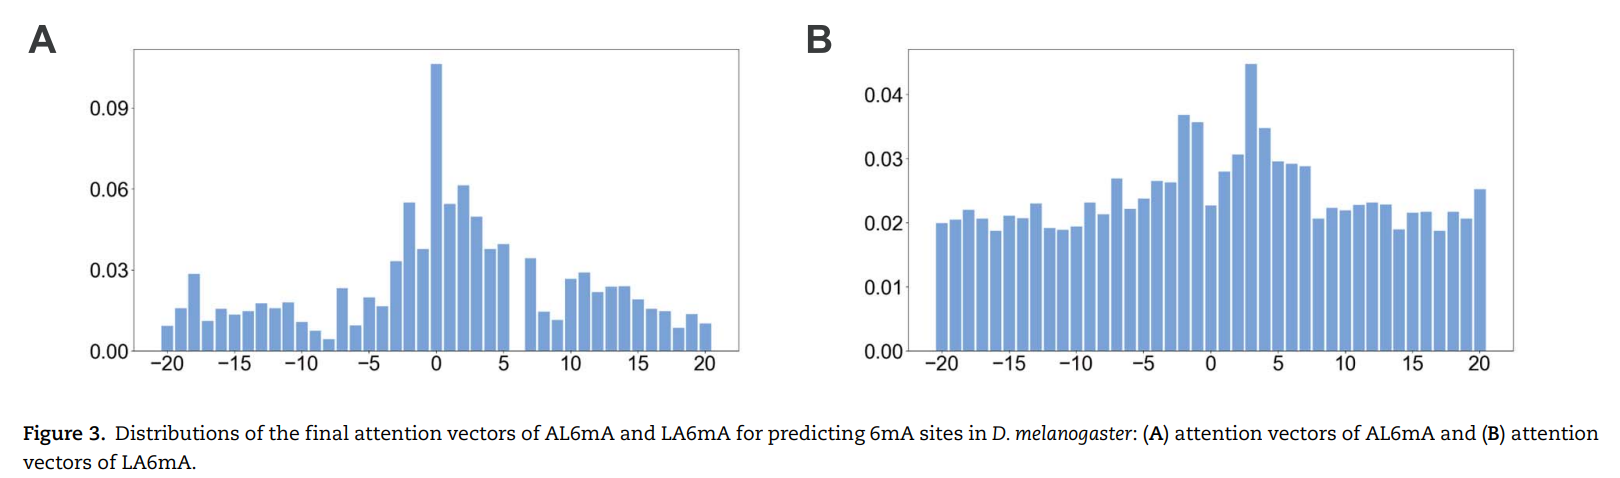 A
B
0.09
0.06
0.03
0.00
−20 −15 −10 −5 0 5 10 15 20
0.04
0.03
0.02
0.01
0.00
−20 −15 −10 −5 0 5 10 15 20
Figure 3. Distributions of the final attention vectors of AL6mA and LA6mA for predicting 6mA sites in D. melanogaster: (A) attention vectors of AL6mA and (B) attention
vectors of LA6mA.